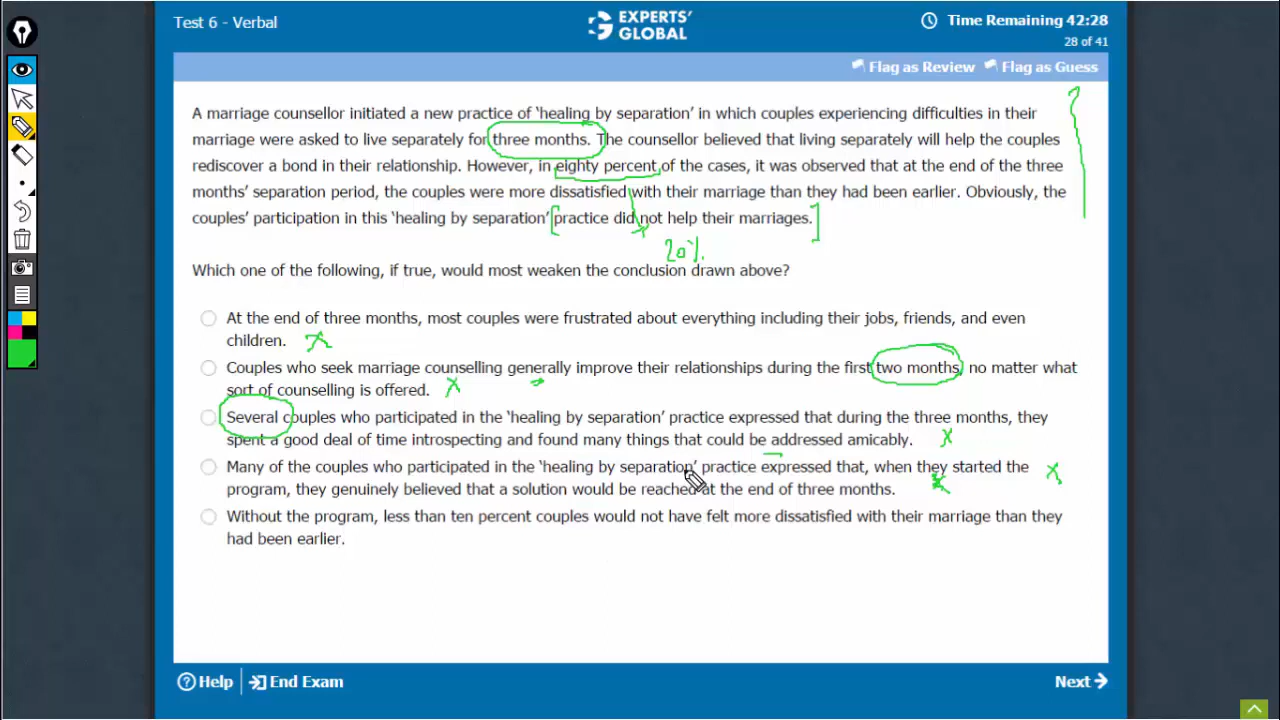 Test 6 - Verbal
EXPERTS'
GLOBAL
Time Remaining 42:28
28 of 41
Flag as Review Flag as Guess
A marriage counsellor initiated a new practice of 'healing by separation' in which couples experiencing difficulties in their
marriage were asked to live separately for three months. The counsellor believed that living separately will help the couples
rediscover a bond in their relationship. However, in eighty percent of the cases, it was observed that at the end of the three
months' separation period, the couples were more dissatisfied with their marriage than they had been earlier. Obviously, the
couples' participation in this 'healing by separation' practice did not help their marriages.
20%.
Which one of the following, if true, would most weaken the conclusion drawn above?
At the end of three months, most couples were frustrated about everything including their jobs, friends, and even
children.
Couples who seek marriage counselling generally improve their relationships during the first two months, no matter what
sort of counselling is offered.
Several couples who participated in the 'healing by separation' practice expressed that during the three months, they
spent a good deal of time introspecting and found many things that could be addressed amicably.
Many of the couples who participated in the 'healing by separation' practice expressed that, when they started the
program, they genuinely believed that a solution would be reached at the end of three months.
Without the program, less than ten percent couples would not have felt more dissatisfied with their marriage than they
had been earlier.
Help End Exam
Next